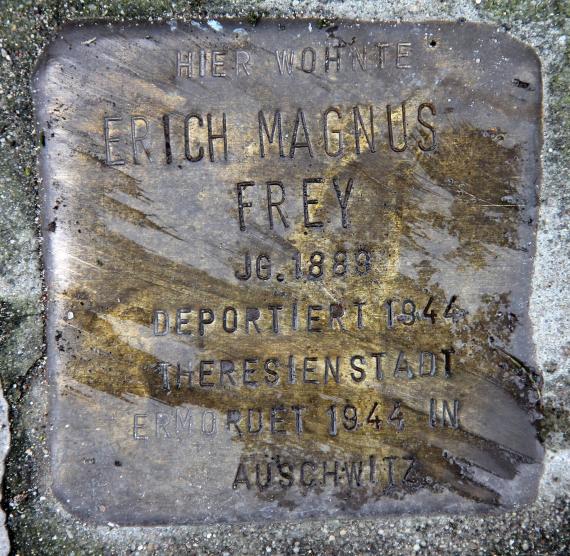 HIER WOHNTE
ERICH MAGNUS
FREY
JG. 1889
DEPORTIERT 1944
THERESIENSTADT
ERMORDET 1944 IN
AUSCHWITZ